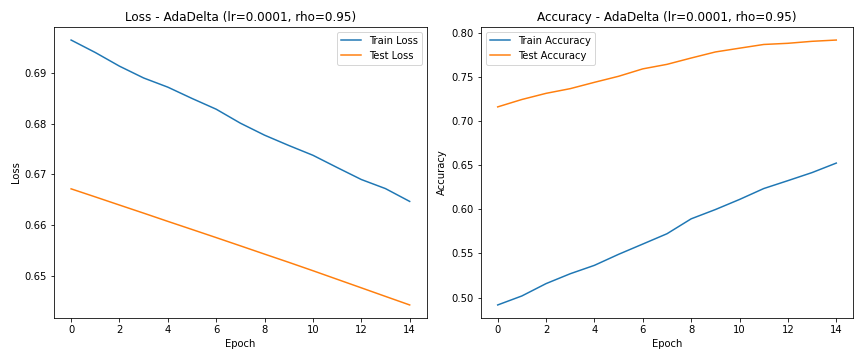 Loss - AdaDelta (lr=0.0001, rho=0.95)
Train Loss
Test Loss
0.69
0.68
0.67
0.66
0.65
Loss
0 2 4 6 8 10 12 14
Epoch
Accuracy - AdaDelta (lr=0.0001, rho=0.95)
Train Accuracy
Test Accuracy
0.80
0.75
0.70
0.65
0.60
0.55
0.50
Accuracy
0 2 4 6 8 10 12 14
Epoch